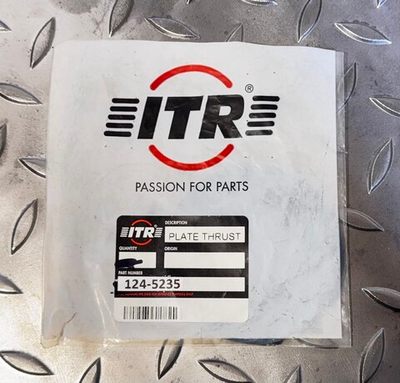 ITR®
PASSION FOR PARTS
ITR
DESCRIPTION
PLATE THRUST
QUANTITY
ORIGIN
PART NUMBER
124-5235